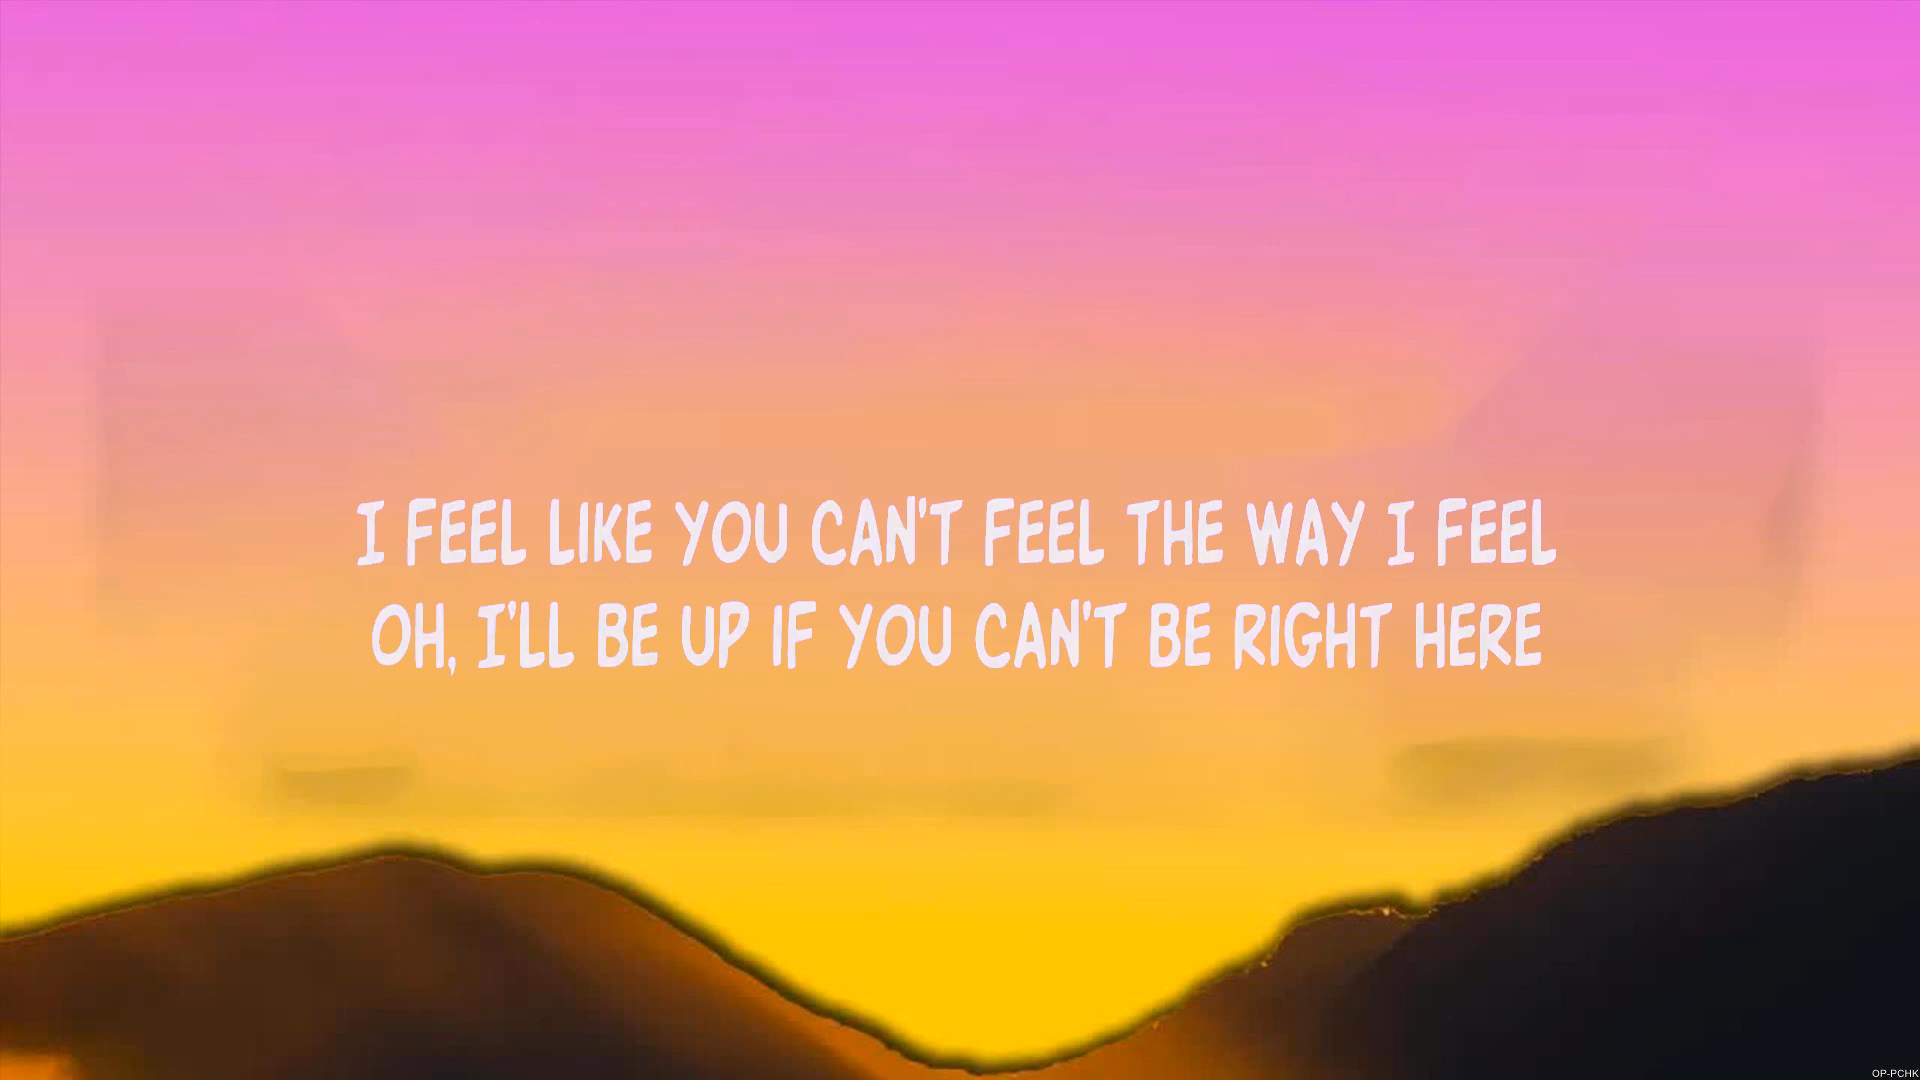 I FEEL LIKE YOU CAN'T FEEL THE WAY I FEEL
OH, I'LL BE UP IF YOU CAN'T BE RIGHT HERE
OP-PCHK